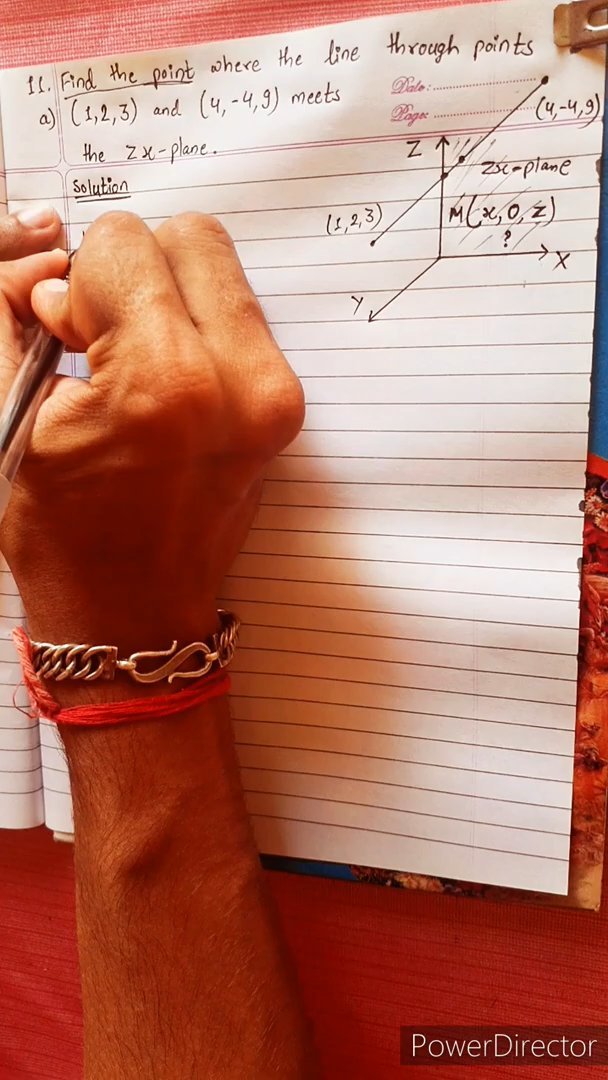 11. Find the point where the line through points
a) (1,2,3) and (4,-4,9) meets
the zx-plane.
Solution
Date:
Page:
(4,-4,9)
Z
zx-plane
(1,2,3)
M(x,0,z)
?
X
Y
PowerDirector